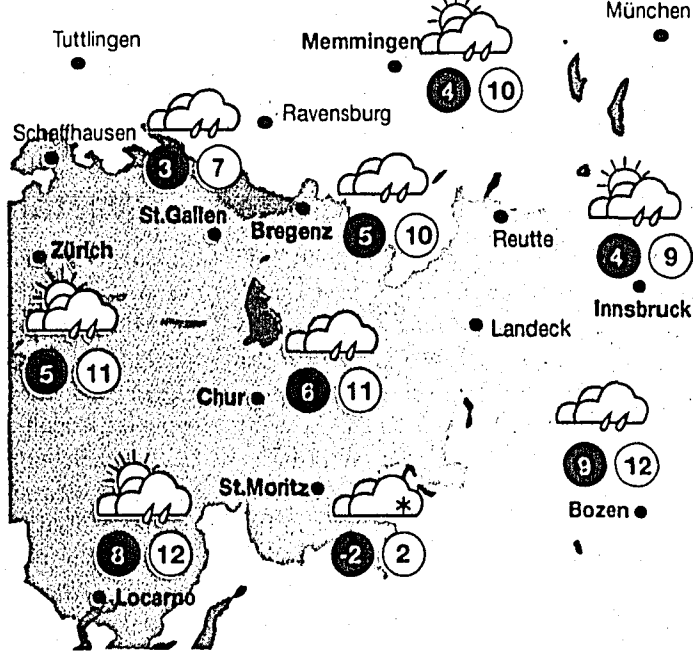 München
Tuttlingen
Memmingen
4 10
Ravensburg
Schaffhausen
3 7
St.Gallen
Bregenz
5 10
Reutte
4 9
Zürich
Innsbruck
Landeck
5 11
Chur
6 11
9 12
St.Moritz
*
Bozen
8 12
-2 2
Locarno